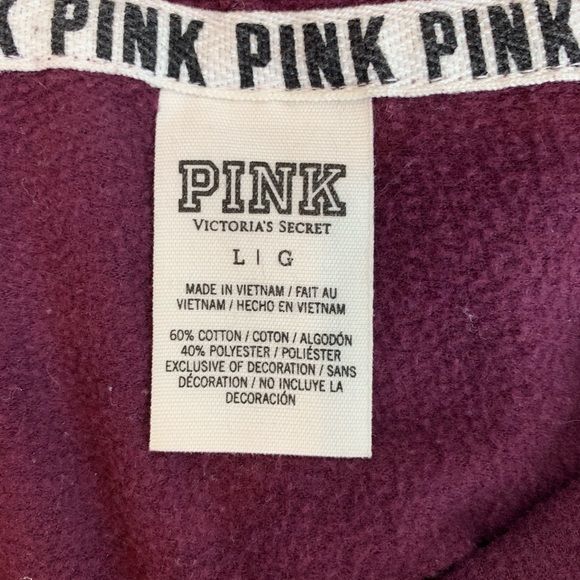 K PINK PINK PINK
PINK
VICTORIA'S SECRET
L | G
MADE IN VIETNAM / FAIT AU
VIETNAM / HECHO EN VIETNAM
60% COTTON / COTON / ALGODÓN
40% POLYESTER / POLIÉSTER
EXCLUSIVE OF DECORATION / SANS
DÉCORATION / NO INCLUYE LA
DECORACIÓN